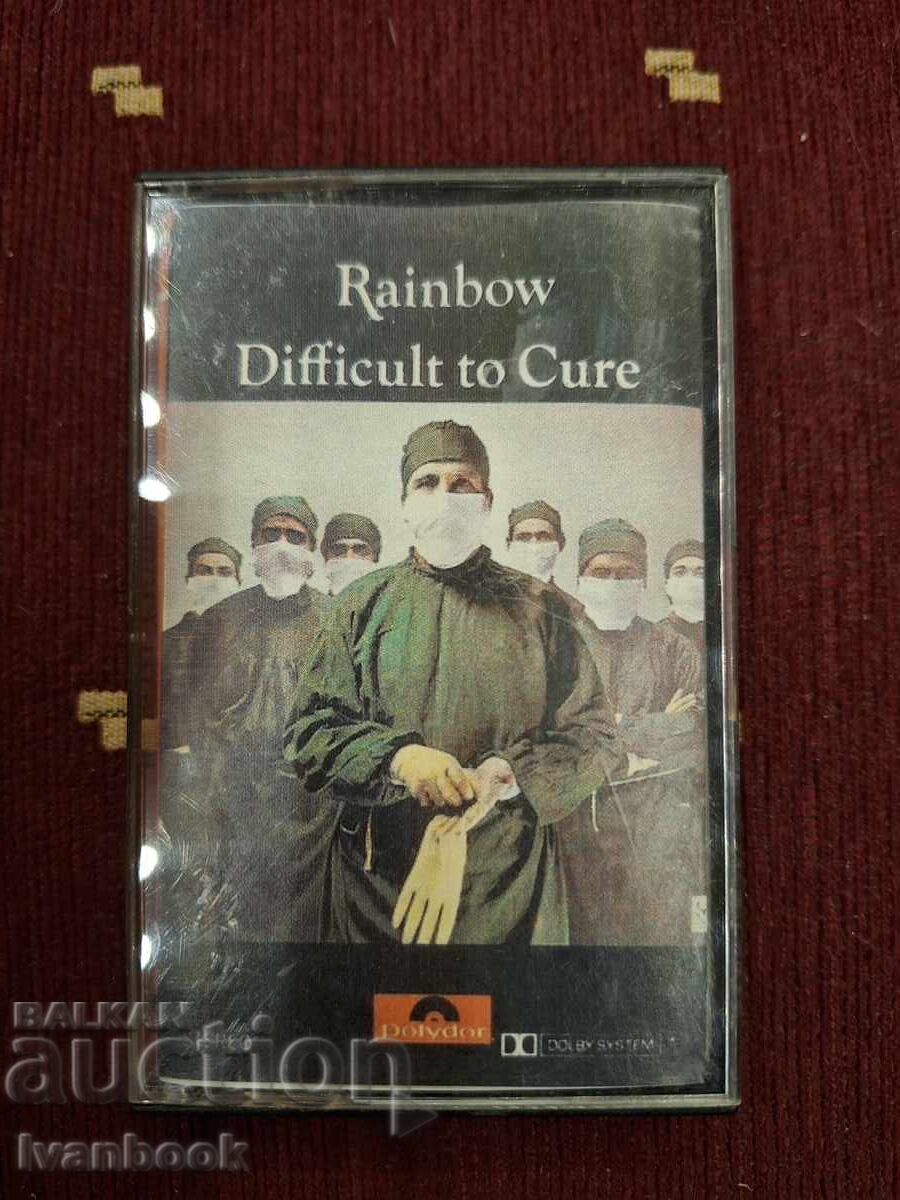 Rainbow
Difficult to Cure
Polydor
DOLBY SYSTEM
BALKAN
auction
Ivanbook